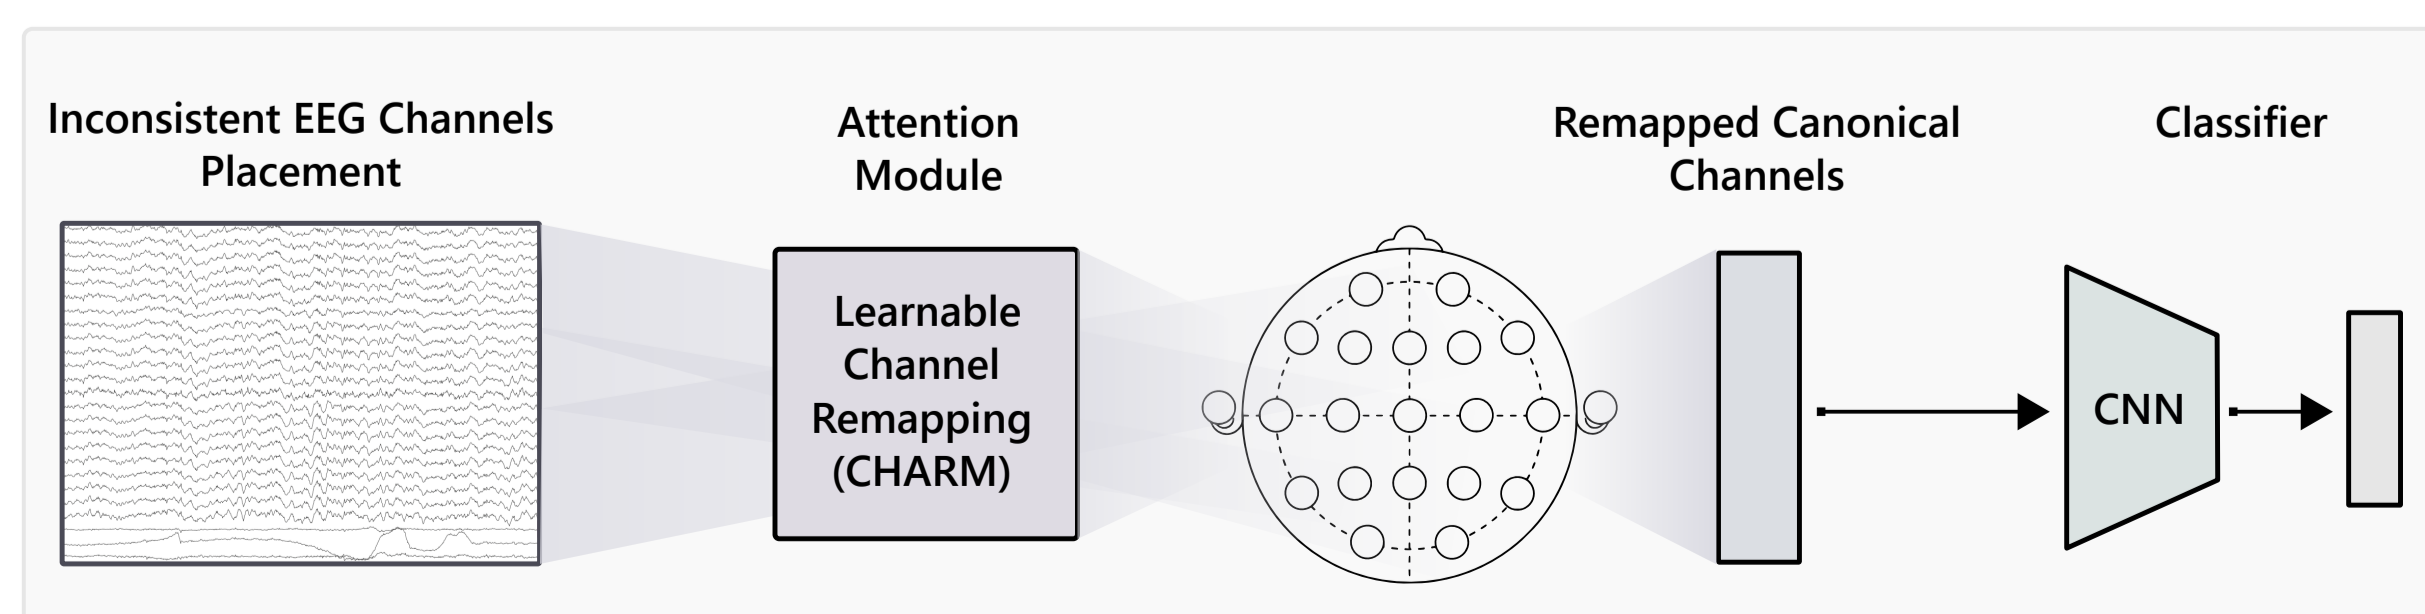 Inconsistent EEG Channels
Placement
Attention
Module
Learnable
Channel
Remapping
(CHARM)
Remapped Canonical
Channels
Classifier
CNN